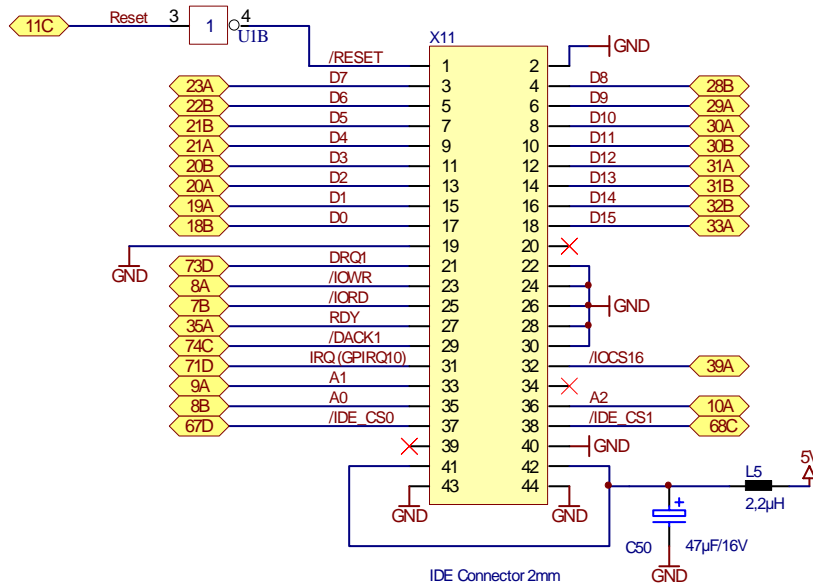 11C Reset 3 1 4 U1B
X11
GND
/RESET 1 2
23A D7 3 4 D8 28B
22B D6 5 6 D9 29A
21B D5 7 8 D10 30A
21A D4 9 10 D11 30B
20B D3 11 12 D12 31A
20A D2 13 14 D13 31B
19A D1 15 16 D14 32B
18B D0 17 18 D15 33A
GND 19 20
73D DRQ1 21 22
8A /IOWR 23 24
7B /IORD 25 26 GND
35A RDY 27 28
74C /DACK1 29 30
71D IRQ (GPIRQ10) 31 32 /IOCS16 39A
9A A1 33 34
8B A0 35 36 A2 10A
67D /IDE_CS0 37 38 /IDE_CS1 68C
39 40 GND
41 42
43 44
GND GND
L5 5V
2,2µH
+
C50 47µF/16V
GND
IDE Connector 2mm